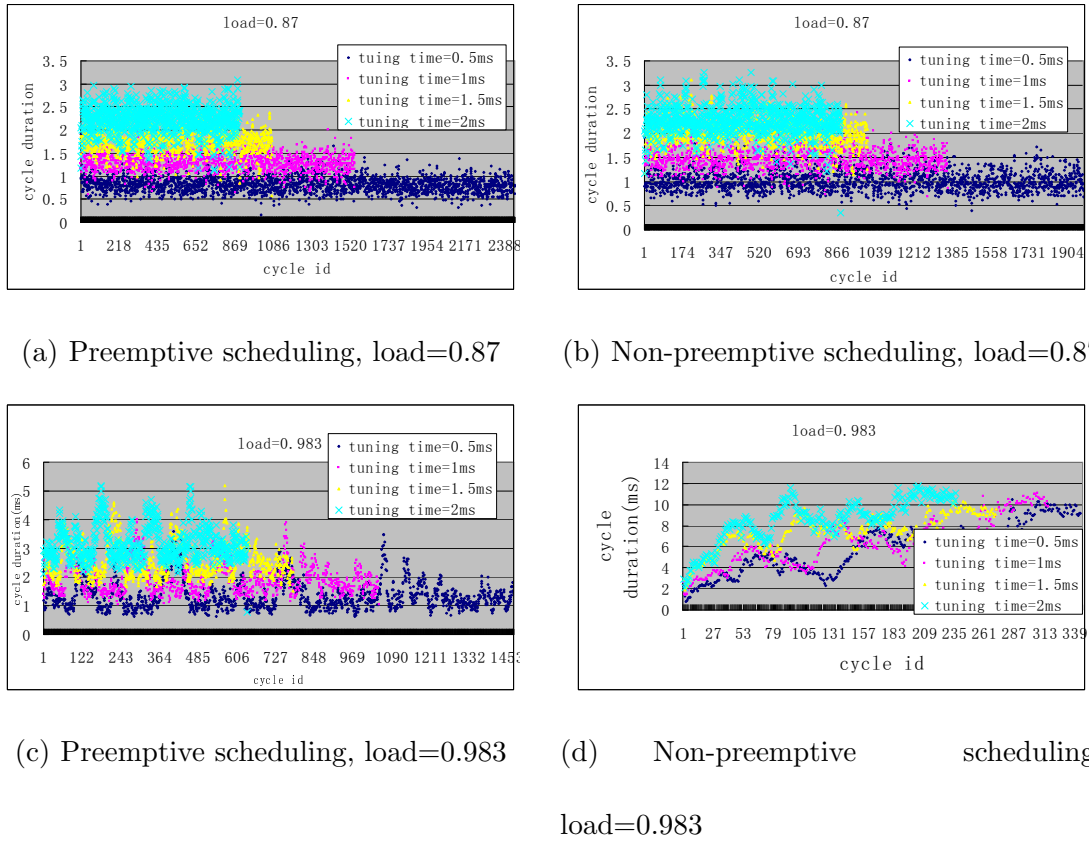 load=0.87
tuing time=0.5ms
tuning time=1ms
tuning time=1.5ms
tuning time=2ms
3.5
3
2.5
2
1.5
1
0.5
0
cycle duration
1 218 435 652 869 1086 1303 1520 1737 1954 2171 2388
cycle id
(a) Preemptive scheduling, load=0.87
load=0.87
tuning time=0.5ms
tuning time=1ms
tuning time=1.5ms
tuning time=2ms
3.5
3
2.5
2
1.5
1
0.5
0
cycle duration
1 174 347 520 693 866 1039 1212 1385 1558 1731 1904
cycle id
(b) Non-preemptive scheduling, load=0.8
load=0.983
tuning time=0.5ms
tuning time=1ms
tuning time=1.5ms
tuning time=2ms
6
5
4
3
2
1
0
cycle duration(ms)
1 122 243 364 485 606 727 848 969 1090 1211 1332 1453
cycle id
(c) Preemptive scheduling, load=0.983
load=0.983
tuning time=0.5ms
tuning time=1ms
tuning time=1.5ms
tuning time=2ms
14
12
10
8
6
4
2
0
cycle
duration(ms)
1 27 53 79 105 131 157 183 209 235 261 287 313 339
cycle id
(d) Non-preemptive scheduling
load=0.983